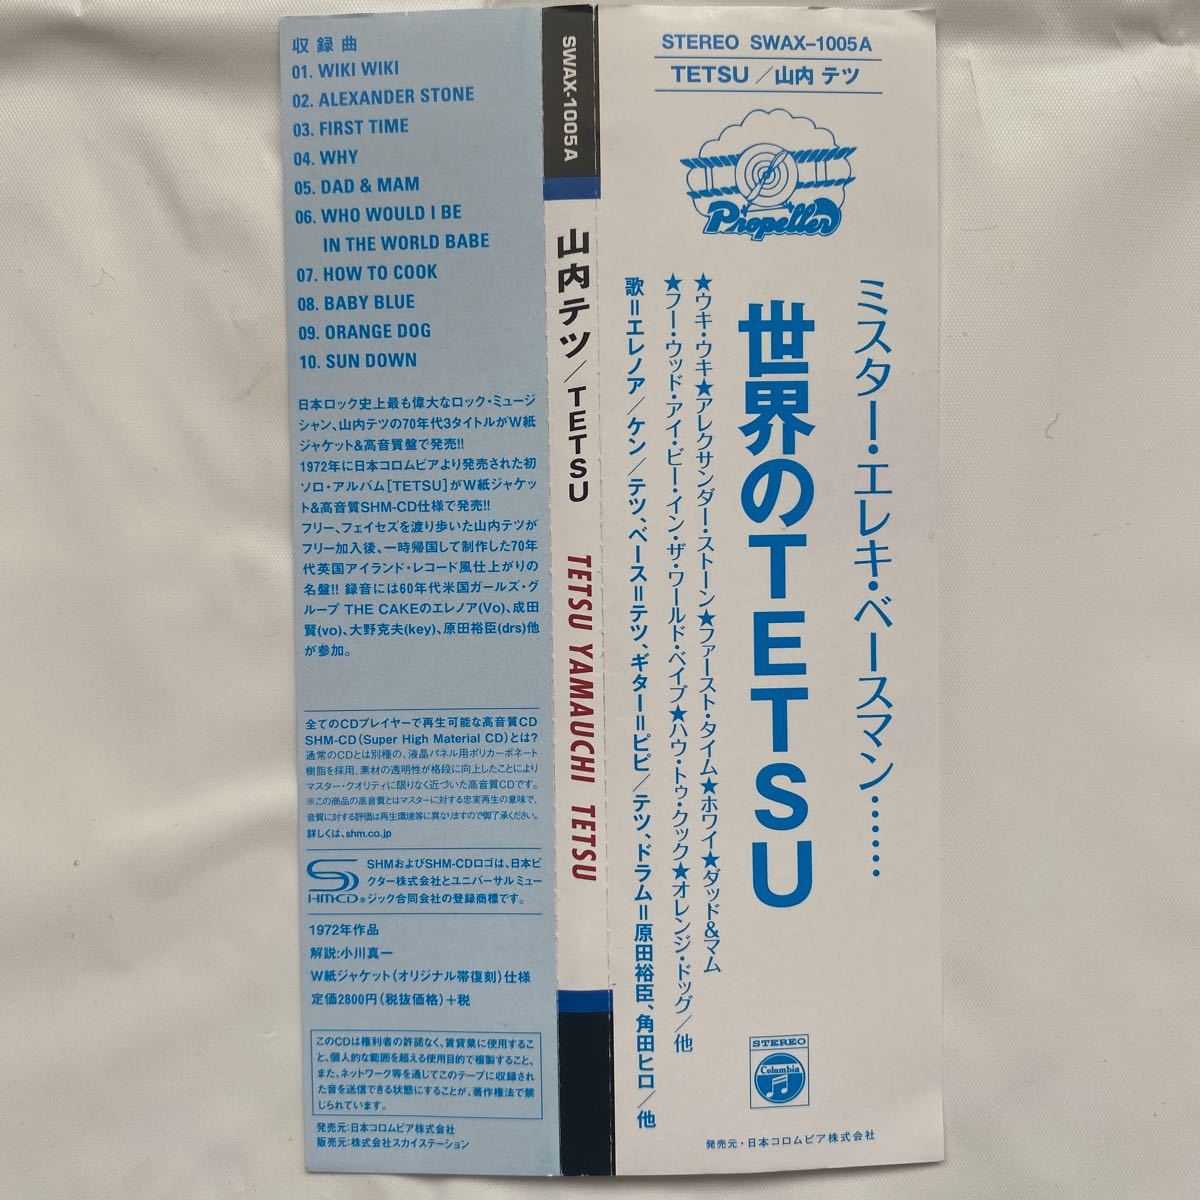 収録曲
01. WIKI WIKI
02. ALEXANDER STONE
03. FIRST TIME
04. WHY
05. DAD & MAM
06. WHO WOULD I BE
IN THE WORLD BABE
07. HOW TO COOK
08. BABY BLUE
09. ORANGE DOG
10. SUN DOWN
日本ロック史上最も偉大なロック・ミュージ
シャン、山内テツの70年代3タイトルがW紙
ジャケット&高音質盤で発売!!
1972年に日本コロムビアより発売された初
ソロ・アルバム[TETSU]がW紙ジャケッ
ト&高音質SHM-CD仕様で発売!!
フリー、フェイセズを渡り歩いた山内テツが
フリー加入後、一時帰国して制作した70年
代英国アイランド・レコード風仕上がりの
名盤!! 録音には60年代米国ガールズ・グ
ループ THE CAKEのエレノア(Vo)、成田
賢(vo)、大野克夫(key)、原田裕臣(drs)他
が参加。
全てのCDプレイヤーで再生可能な高音質CD
SHM-CD(Super High Material CD)とは?
通常のCDとは別種の、液晶パネル用ポリカーボネート
樹脂を採用、素材の透明性が格段に向上したことにより
マスター・クオリティに限りなく近づいた高音質CDです。
※この商品の高音質とはマスターに対する忠実再生の意味で、
音質に対する評価は再生環境等に異なりますので御了承ください。
詳しくは、shm.co.jp
SHM-CD®
SHMおよびSHM-CDロゴは、日本ビ
クター株式会社とユニバーサル ミュー
ジック合同会社の登録商標です。
1972年作品
解説:小川真一
W紙ジャケット(オリジナル帯復刻)仕様
定価2800円(税抜価格)+税
このCDは権利者の許諾なく、賃貸業に使用するこ
と、個人的な範囲を超える使用目的で複製すること、
また、ネットワーク等を通じてこのテープに収録され
た音を送信できる状態にすることが、著作権法で禁
じられています。
発売元:日本コロムビア株式会社
販売元:株式会社スカイステーション
SWAX-1005A
山内テツ/TETSU
TETSU YAMAUCHI TETSU
STEREO SWAX-1005A
TETSU/山内 テツ
Propeller
ミスター・エレキ・ベースマン……
世界のTETSU
★ウキ・ウキ★アレクサンダー・ストーン★ファースト・タイム★ホワイ★ダッド&マム
★フー・ウッド・アイ・ビー・イン・ザ・ワールド・ベイブ★ハウ・トゥ・クック★オレンジ・ドッグ/他
歌=エレノア/ケン/テツ、ベース=テツ、ギター=ピピ/テツ、ドラム=原田裕臣、角田ヒロ/他
STEREO
Columbia
発売元・日本コロムビア株式会社